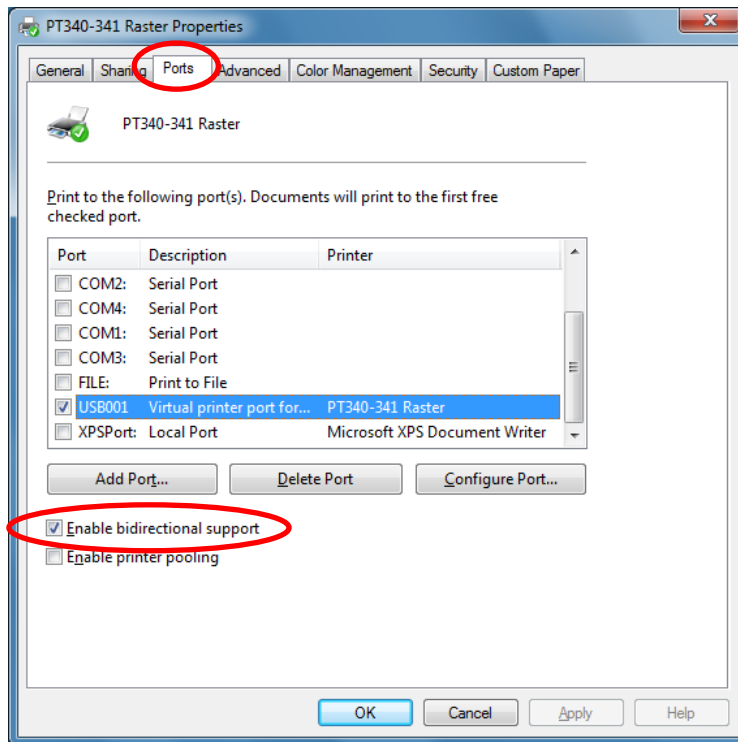 PT340-341 Raster Properties
General Sharing Ports Advanced Color Management Security Custom Paper
PT340-341 Raster
Print to the following port(s). Documents will print to the first free
checked port.
Port Description Printer
COM2: Serial Port
COM4: Serial Port
COM1: Serial Port
COM3: Serial Port
FILE: Print to File
USB001 Virtual printer port for... PT340-341 Raster
XPSPort: Local Port Microsoft XPS Document Writer
Add Port... Delete Port Configure Port...
Enable bidirectional support
Enable printer pooling
OK Cancel Apply Help